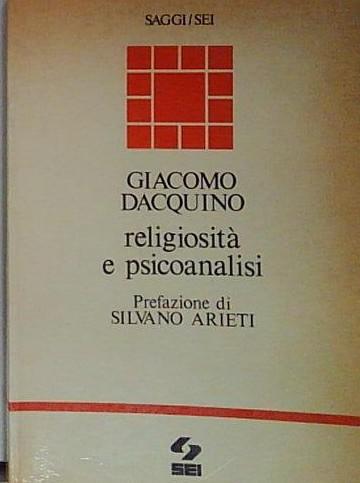 SAGGI/SEI
GIACOMO
DACQUINO
religiosità
e psicoanalisi
Prefazione di
SILVANO ARIETI
SEI